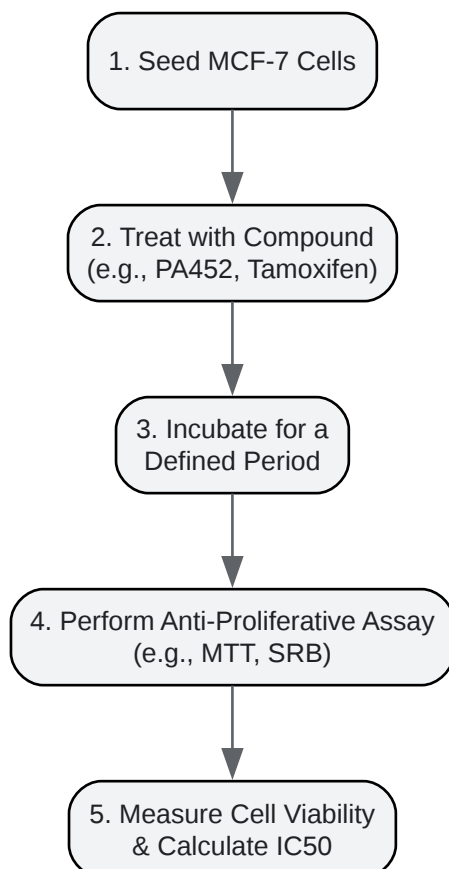 1. Seed MCF-7 Cells
2. Treat with Compound
(e.g., PA452, Tamoxifen)
3. Incubate for a
Defined Period
4. Perform Anti-Proliferative Assay
(e.g., MTT, SRB)
5. Measure Cell Viability
& Calculate IC50